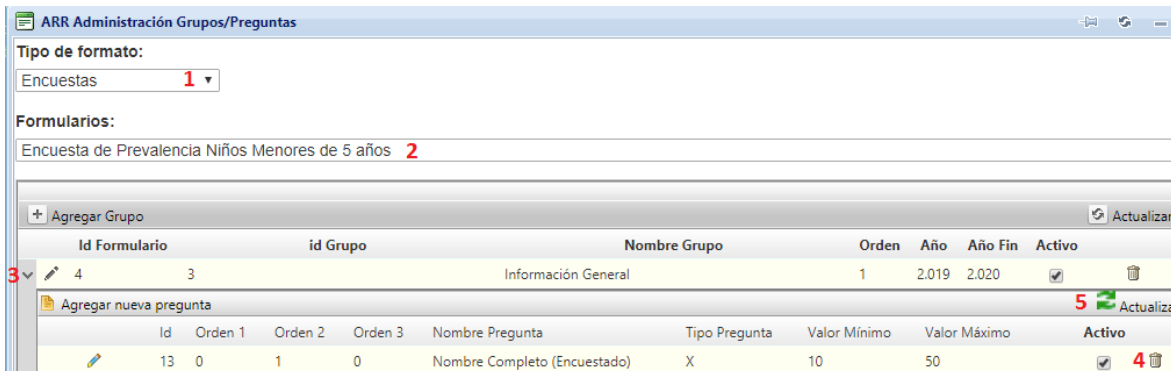 ARR Administración Grupos/Preguntas
Tipo de formato:
Encuestas 1
Formularios:
Encuesta de Prevalencia Niños Menores de 5 años 2
+ Agregar Grupo Actualizar
Id Formulario id Grupo Nombre Grupo Orden Año Año Fin Activo
3 4 3 Información General 1 2.019 2.020
Agregar nueva pregunta 5 Actualiza
Id Orden 1 Orden 2 Orden 3 Nombre Pregunta Tipo Pregunta Valor Mínimo Valor Máximo Activo
13 0 1 0 Nombre Completo (Encuestado) X 10 50 4